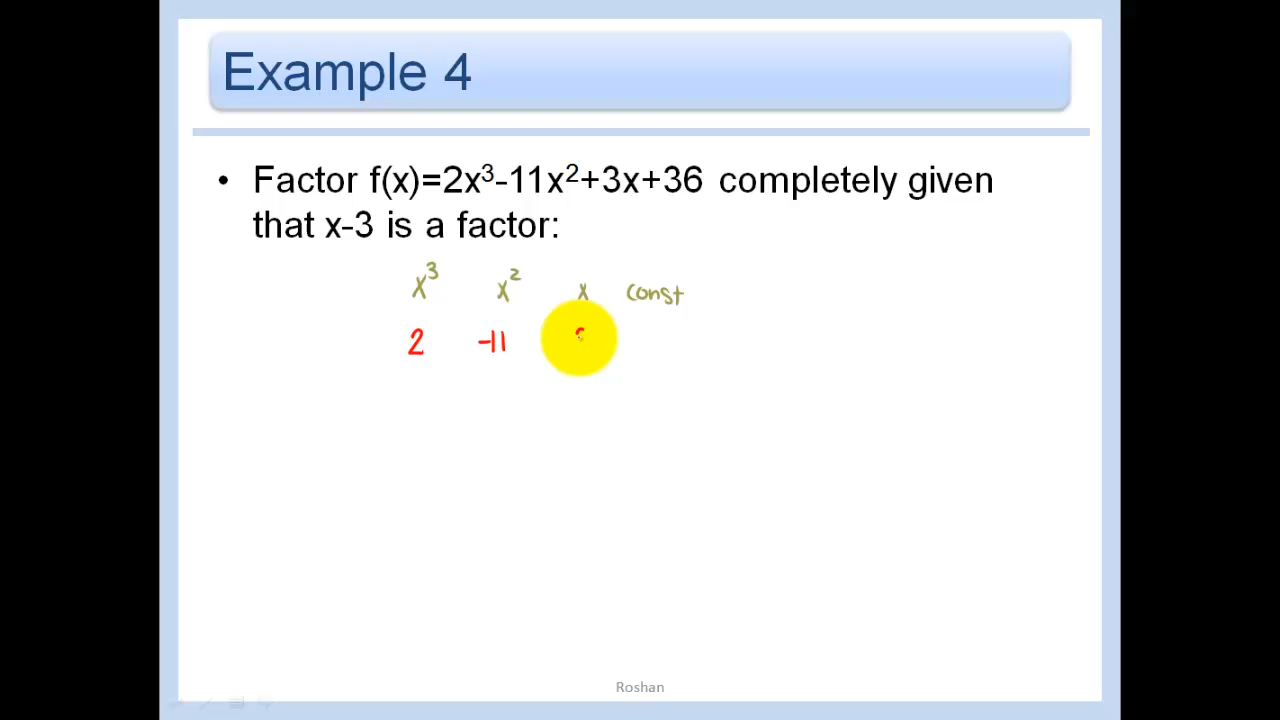 Example 4
• Factor f(x)=2x³-11x²+3x+36 completely given
that x-3 is a factor:
x³ x² x const
2 -11
Roshan